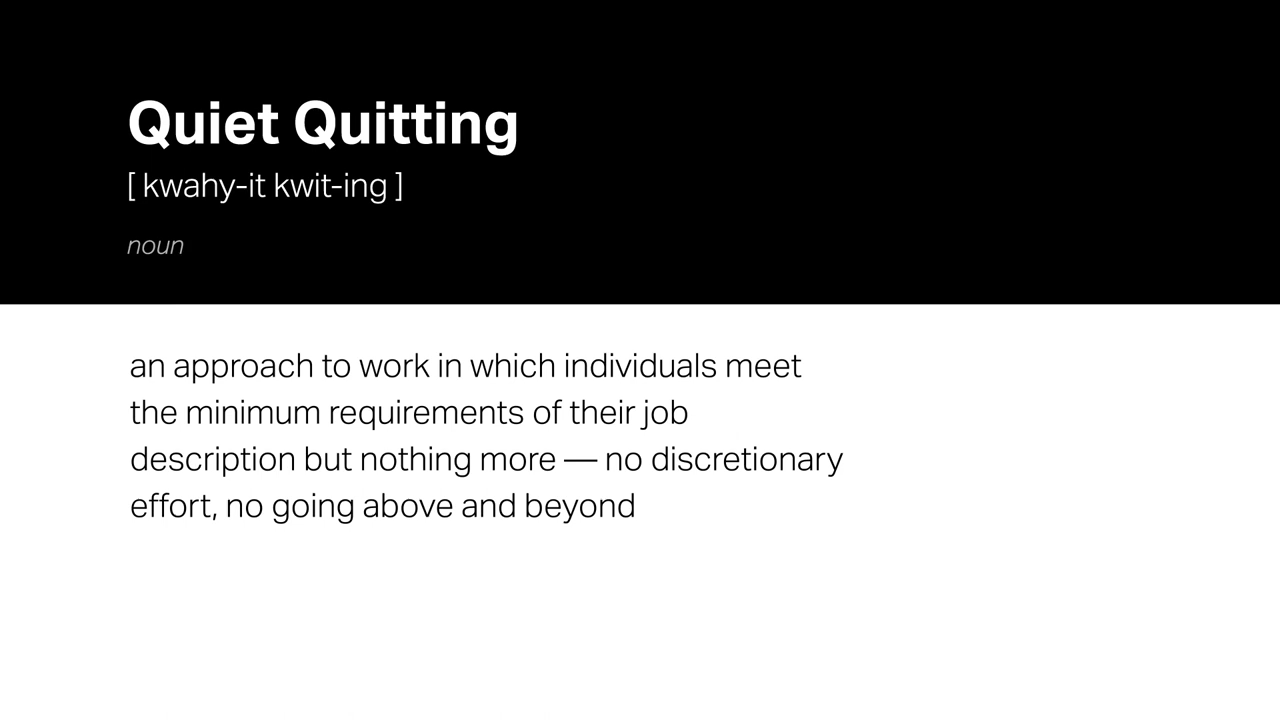 Quiet Quitting
[ kwahy-it kwit-ing ]
noun
an approach to work in which individuals meet
the minimum requirements of their job
description but nothing more — no discretionary
effort, no going above and beyond